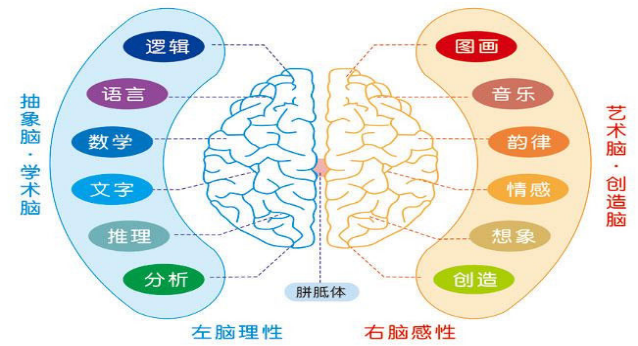 抽象脑·学术脑
逻辑
语言
数学
文字
推理
分析
图画
音乐
韵律
情感
想象
创造
艺术脑·创造脑
胼胝体
左脑理性
右脑感性